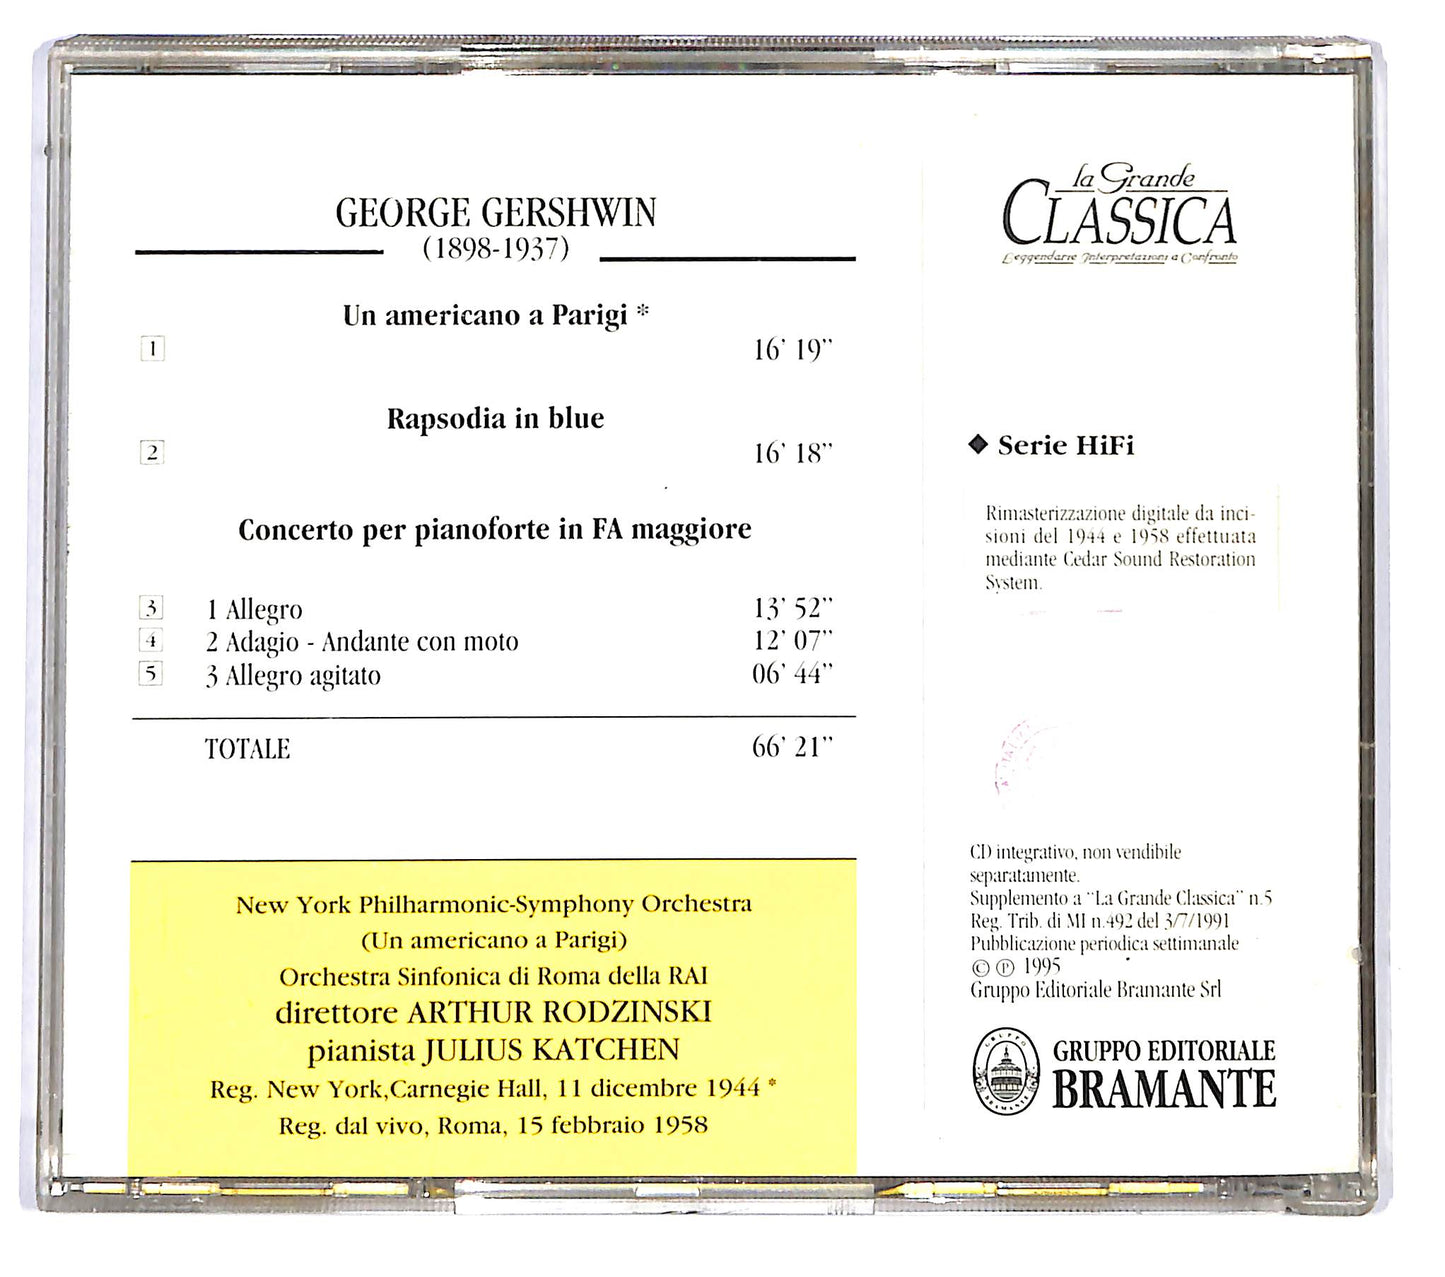 GEORGE GERSHWIN
(1898-1937)
Un americano a Parigi *
1 16' 19"
Rapsodia in blue
2 16' 18"
Concerto per pianoforte in FA maggiore
3 1 Allegro 13' 52"
4 2 Adagio - Andante con moto 12' 07"
5 3 Allegro agitato 06' 44"
TOTALE 66' 21"
New York Philharmonic-Symphony Orchestra
(Un americano a Parigi)
Orchestra Sinfonica di Roma della RAI
direttore ARTHUR RODZINSKI
pianista JULIUS KATCHEN
Reg. New York,Carnegie Hall, 11 dicembre 1944 *
Reg. dal vivo, Roma, 15 febbraio 1958
la Grande
CLASSICA
Leggendarie Interpretazioni a Confronto
◆ Serie HiFi
Rimasterizzazione digitale da inci-
sioni del 1944 e 1958 effettuata
mediante Cedar Sound Restoration
System.
CD integrativo, non vendibile
separatamente.
Supplemento a "La Grande Classica" n.5
Reg. Trib. di MI n.492 del 3/7/1991
Pubblicazione periodica settimanale
© ℗ 1995
Gruppo Editoriale Bramante Srl
GRUPPO
BRAMANTE
GRUPPO EDITORIALE
BRAMANTE